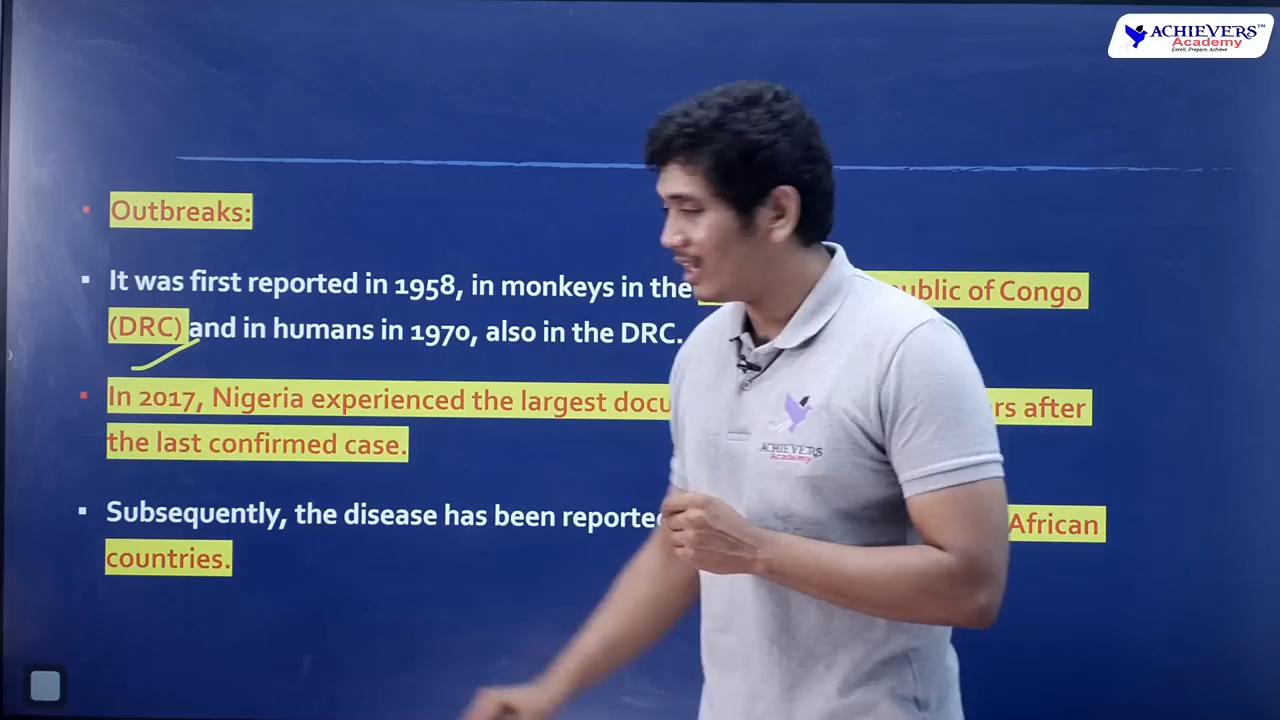 ACHIEVERS™
Academy
Enroll, Prepare, Achieve
Outbreaks:
It was first reported in 1958, in monkeys in the public of Congo
(DRC) and in humans in 1970, also in the DRC.
In 2017, Nigeria experienced the largest docu rs after
the last confirmed case.
Subsequently, the disease has been reporte African
countries.
ACHIEVERS
Academy